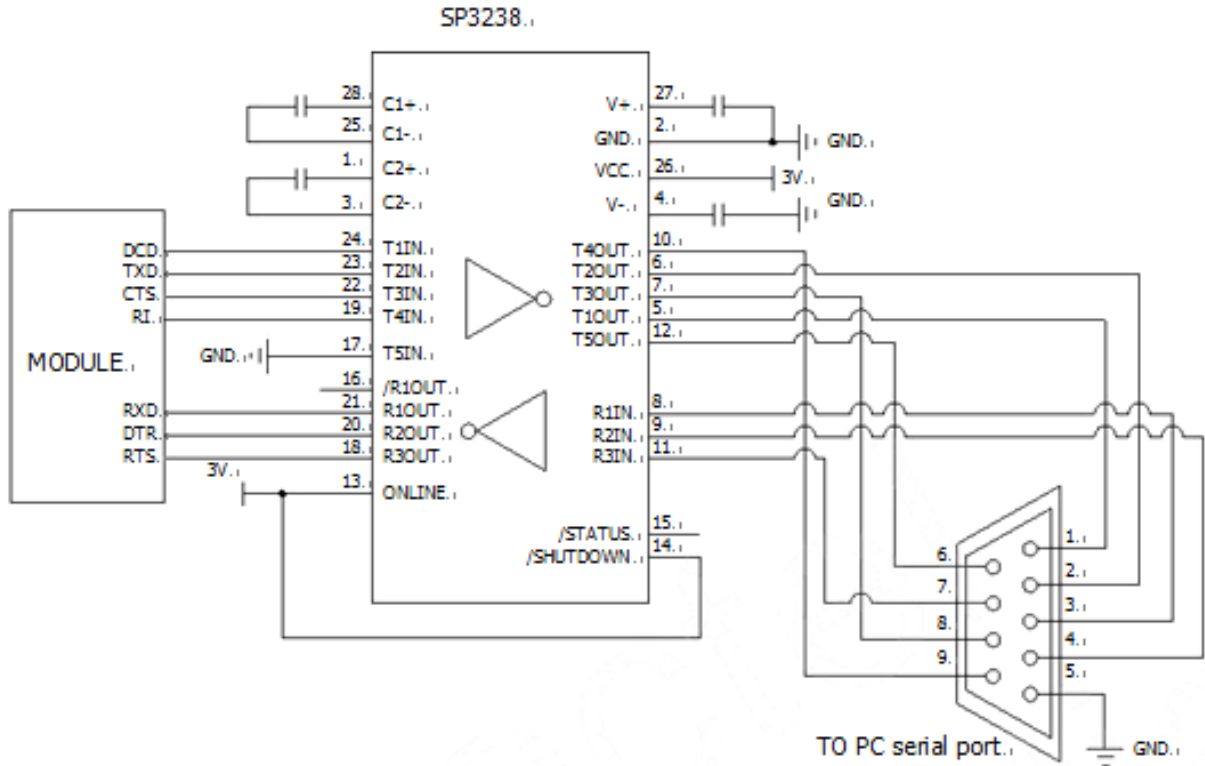 SP3238.
28. C1+. V+. 27.
25. C1-. GND. 2. GND.
1. C2+. VCC. 26. 3V.
3. C2-. V-. 4. GND.
DCD. 24. T1IN. T4OUT. 10.
TXD. 23. T2IN. T2OUT. 6.
CTS. 22. T3IN. T3OUT. 7.
RI. 19. T4IN. T1OUT. 5.
T5OUT. 12.
MODULE. GND. 17. T5IN.
16. /R1OUT.
RXD. 21. R1OUT. R1IN. 8.
DTR. 20. R2OUT. R2IN. 9.
RTS. 18. R3OUT. R3IN. 11.
3V. 13. ONLINE.
/STATUS. 15.
/SHUTDOWN. 14.
1.
6.
2.
7.
3.
8.
4.
9.
5.
TO PC serial port. GND.